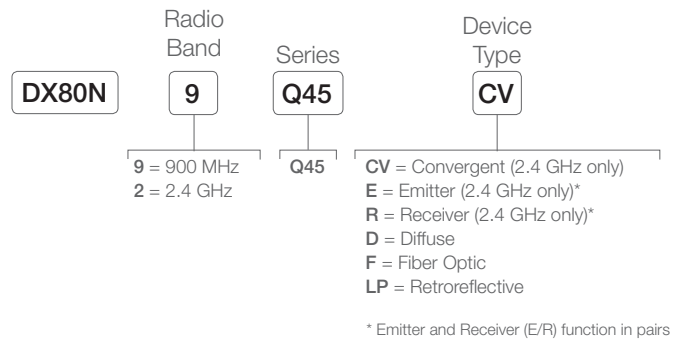 Radio
Band
Series
Device
Type
DX80N
9
Q45
CV
9 = 900 MHz
2 = 2.4 GHz
Q45
CV = Convergent (2.4 GHz only)
E = Emitter (2.4 GHz only)*
R = Receiver (2.4 GHz only)*
D = Diffuse
F = Fiber Optic
LP = Retroreflective
* Emitter and Receiver (E/R) function in pairs